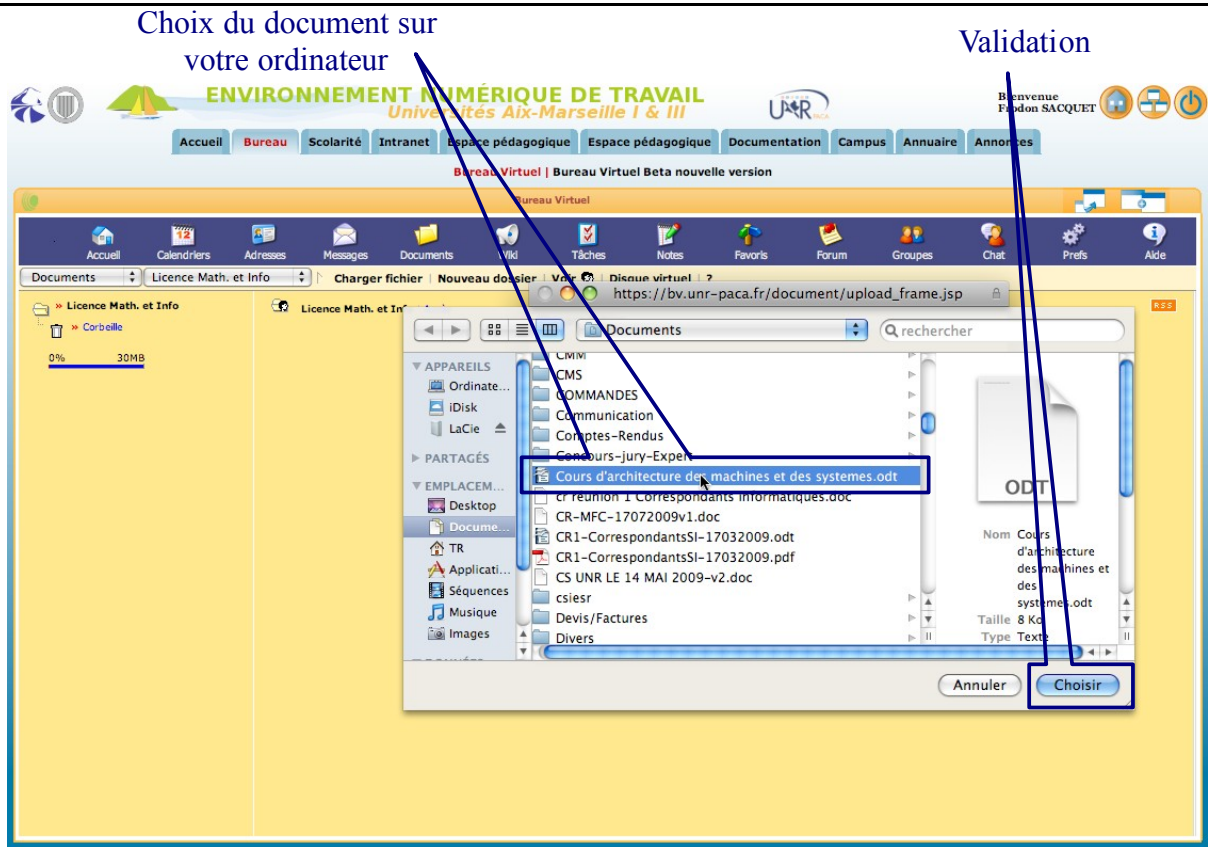 Choix du document sur
votre ordinateur
Validation
ENVIRONNEMENT NUMÉRIQUE DE TRAVAIL
Universités Aix-Marseille I & III
Bienvenue
Frodon SACQUET
Accueil Bureau Scolarité Intranet Espace pédagogique Espace pédagogique Documentation Campus Annuaire Annonces
Bureau Virtuel | Bureau Virtuel Beta nouvelle version
Bureau Virtuel
12
Accueil Calendriers Adresses Messages Documents Wiki Tâches Notes Favoris Forum Groupes Chat Prefs Aide
Documents Licence Math. et Info Charger fichier | Nouveau dossier | Voir | Disque virtuel | ?
https://bv.unr-paca.fr/document/upload_frame.jsp
» Licence Math. et Info
Licence Math. et
RSS
» Corbeille
0% 30MB
Documents
rechercher
APPAREILS
Ordinate...
iDisk
LaCie
PARTAGÉS
EMPLACEM...
Desktop
Docume...
TR
Applicati...
Séquences
Musique
Images
CMM
CMS
COMMANDES
Communication
Comptes-Rendus
Concours-jury-Expert
Cours d'architecture des machines et des systemes.odt
cr reunion 1 Correspondants informatiques.doc
CR-MFC-17072009v1.doc
CR1-CorrespondantsSI-17032009.odt
CR1-CorrespondantsSI-17032009.pdf
CS UNR LE 14 MAI 2009-v2.doc
csiesr
Devis/Factures
Divers
ODT
Nom Cours
d'architecture
des machines et
des
systemes.odt
Taille 8 Ko
Type Texte
Annuler Choisir